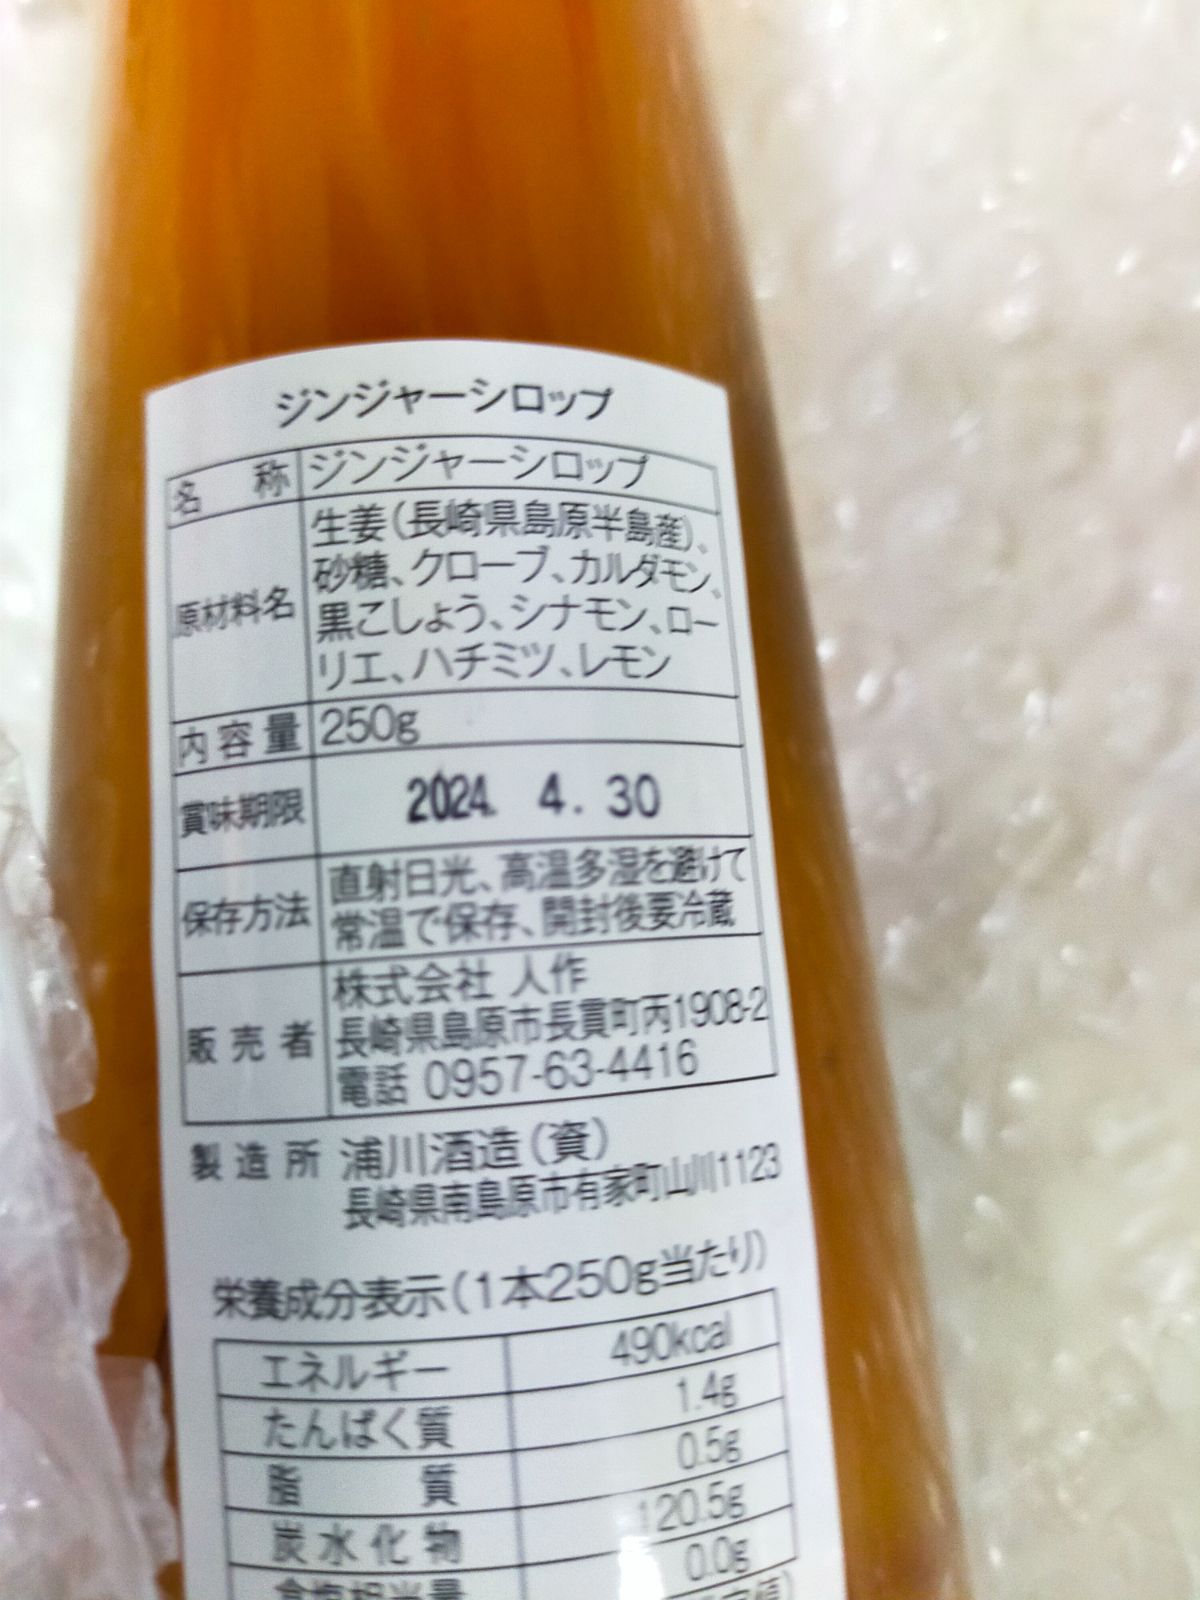 ジンジャーシロップ
名称 ジンジャーシロップ
原材料名 生姜(長崎県島原半島産)、
砂糖、クローブ、カルダモン、
黒こしょう、シナモン、ロー
リエ、ハチミツ、レモン
内容量 250g
賞味期限 2024. 4. 30
保存方法 直射日光、高温多湿を避けて
常温で保存、開封後要冷蔵
販売者 株式会社 人作
長崎県島原市長貫町丙1908-2
電話 0957-63-4416
製造所 浦川酒造(資)
長崎県南島原市有家町山川1123
栄養成分表示(1本250g当たり)
エネルギー 490kcal
たんぱく質 1.4g
脂質 0.5g
炭水化物 120.5g
食塩相当量 0.0g